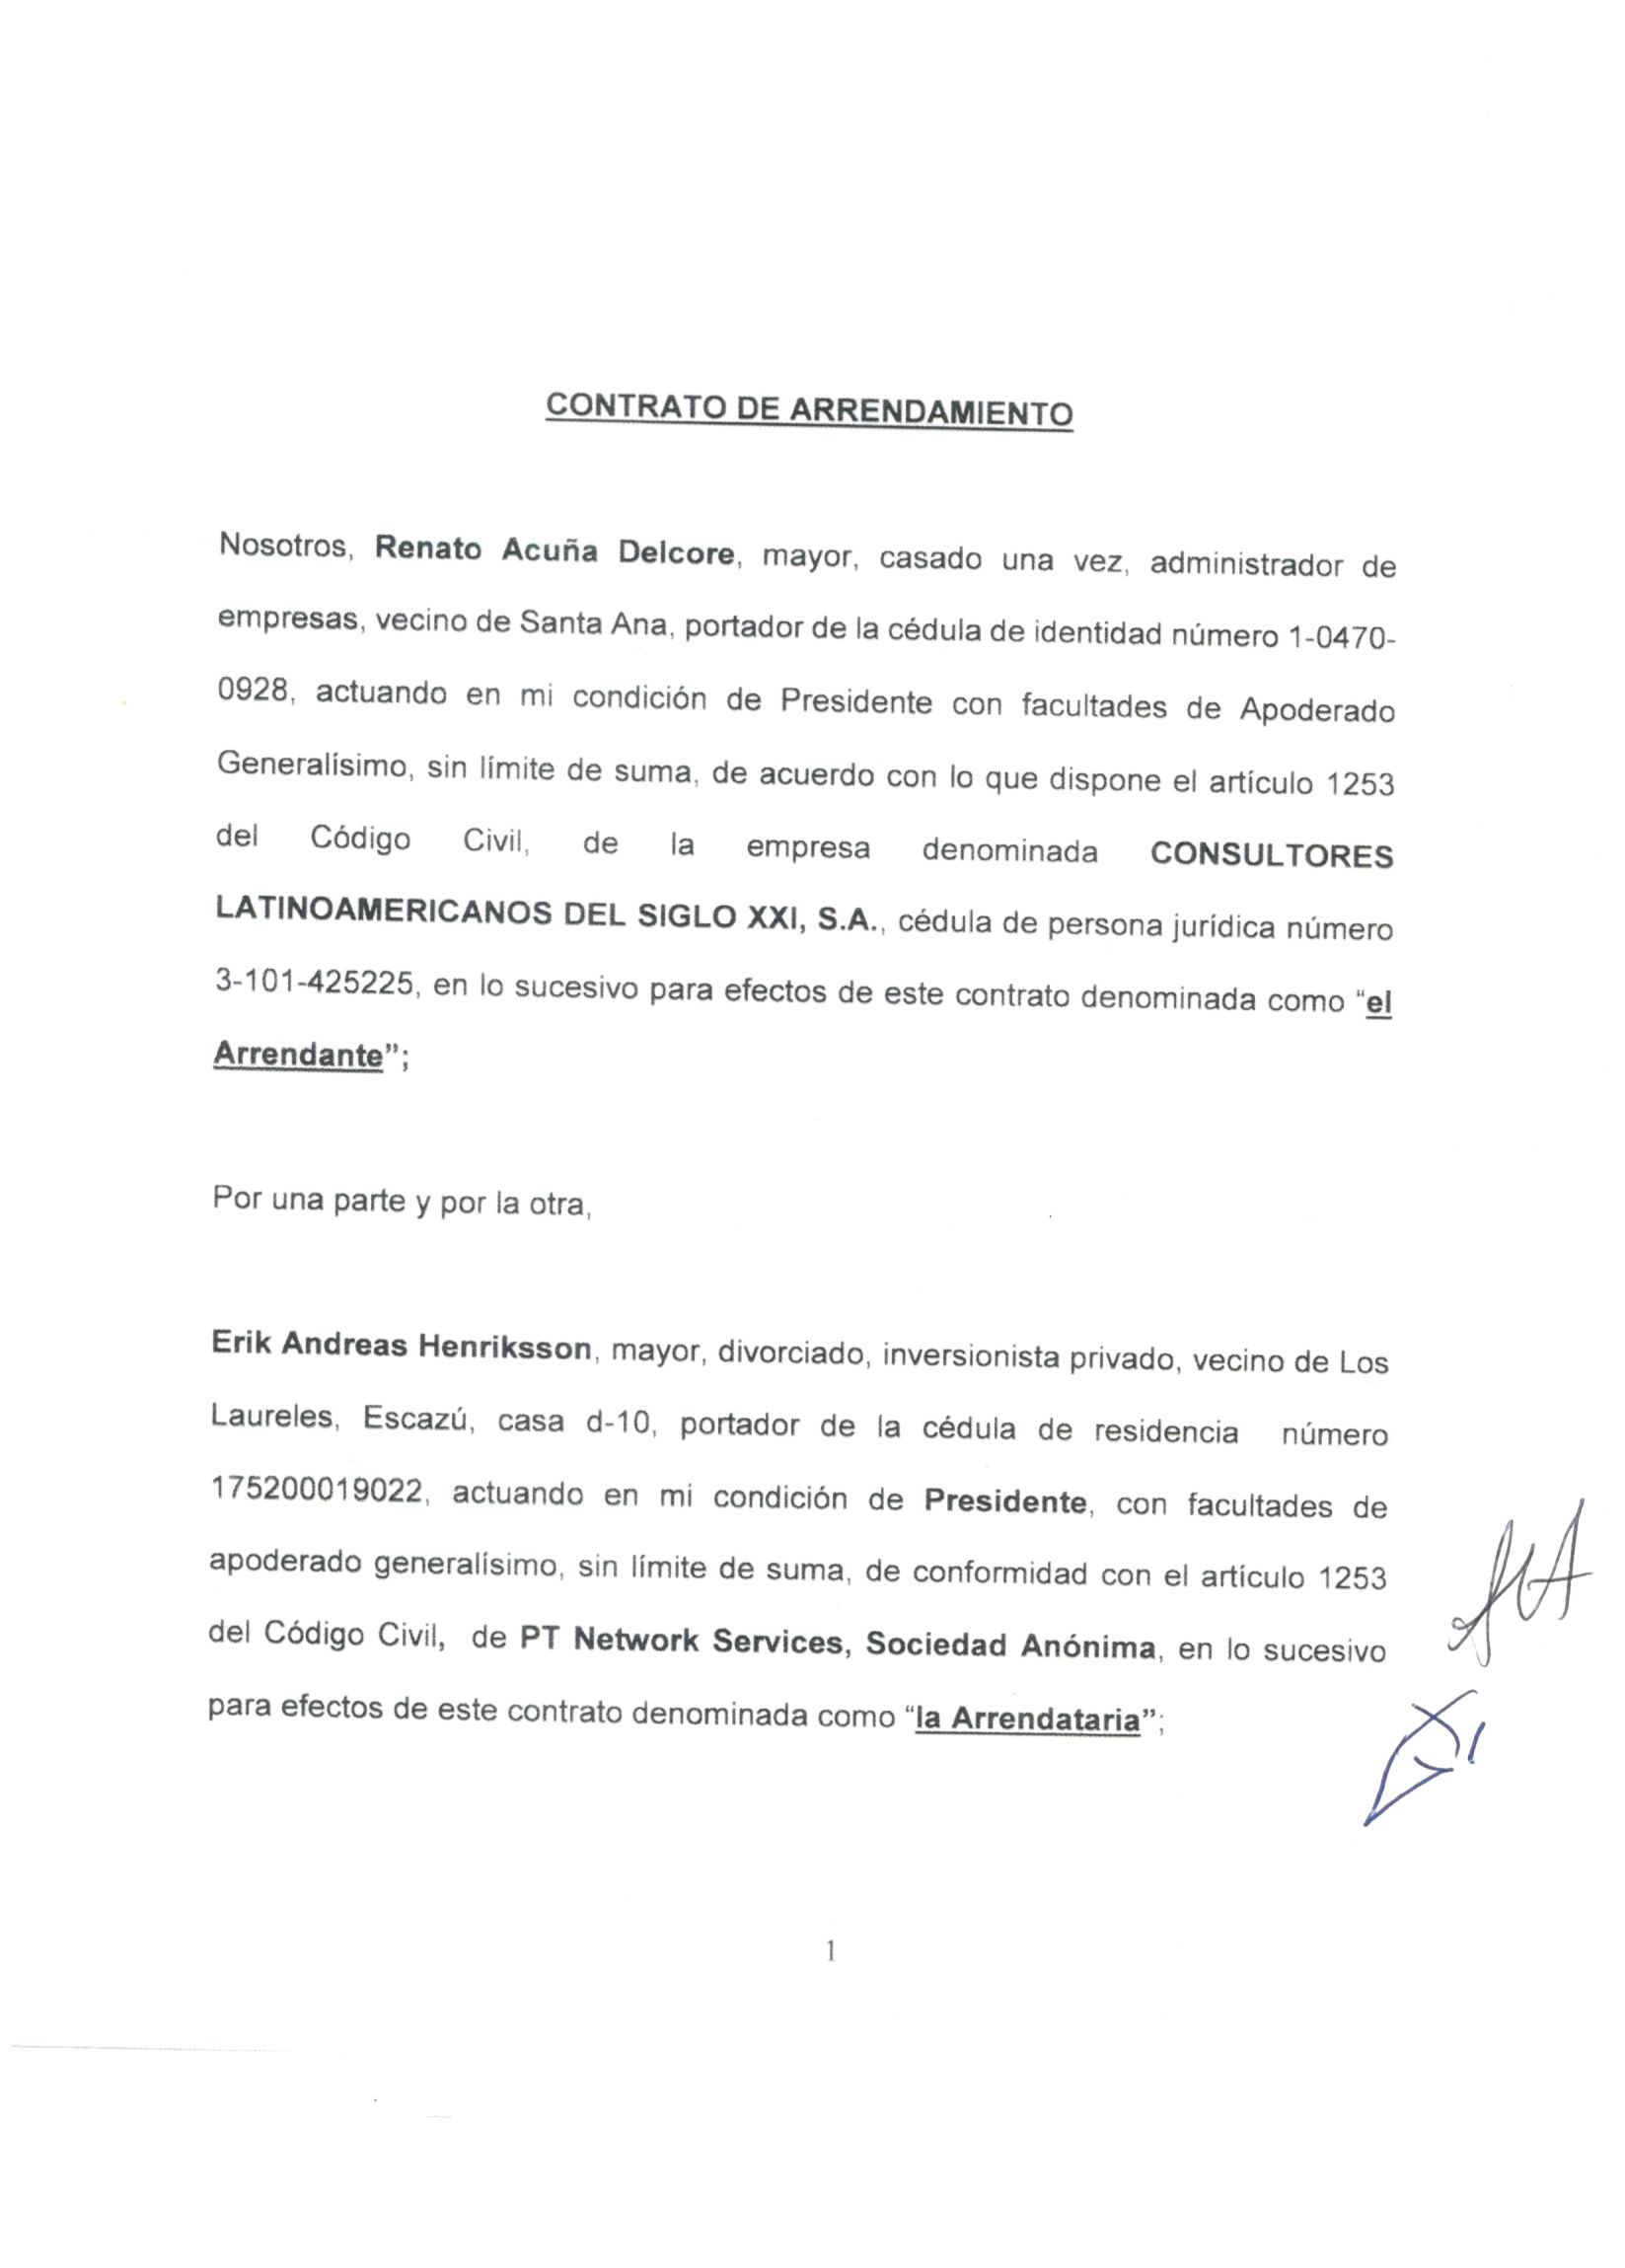 CONTRATO DE ARRENDAMIENTO
Nosotros, Renato Acuña Delcore, mayor, casado una vez, administrador de
empresas, vecino de Santa Ana, portador de la cédula de identidad número 1-0470-
0928, actuando en mi condición de Presidente con facultades de Apoderado
Generalísimo, sin límite de suma, de acuerdo con lo que dispone el artículo 1253
del Código Civil, de la empresa denominada CONSULTORES
LATINOAMERICANOS DEL SIGLO XXI, S.A., cédula de persona jurídica número
3-101-425225, en lo sucesivo para efectos de este contrato denominada como “el
Arrendante”;
Por una parte y por la otra,
Erik Andreas Henriksson, mayor, divorciado, inversionista privado, vecino de Los
Laureles, Escazú, casa d-10, portador de la cédula de residencia número
175200019022, actuando en mi condición de Presidente, con facultades de
apoderado generalísimo, sin límite de suma, de conformidad con el artículo 1253
del Código Civil, de PT Network Services, Sociedad Anónima, en lo sucesivo
para efectos de este contrato denominada como “la Arrendataria”;
1